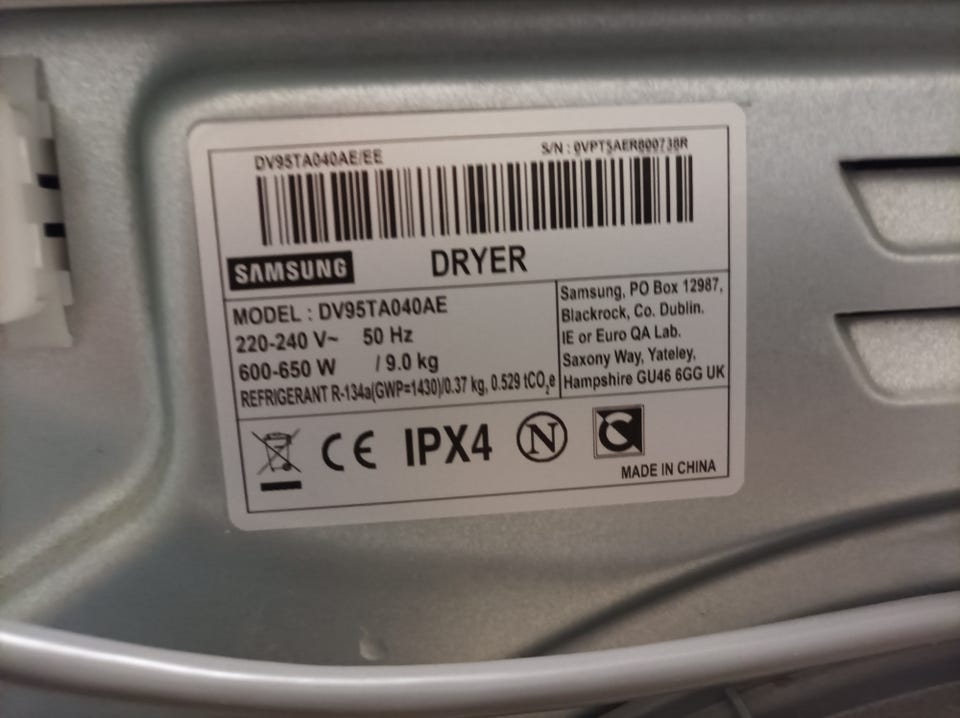 DV95TA040AE/EE
S/N : 0VPT5AER800738R
SAMSUNG
DRYER
MODEL : DV95TA040AE
220-240 V~ 50 Hz
600-650 W / 9.0 kg
REFRIGERANT R-134a(GWP=1430)/0.37 kg, 0.529 tCO₂e
Samsung, PO Box 12987,
Blackrock, Co. Dublin.
IE or Euro QA Lab.
Saxony Way, Yateley,
Hampshire GU46 6GG UK
CE IPX4 N C
MADE IN CHINA